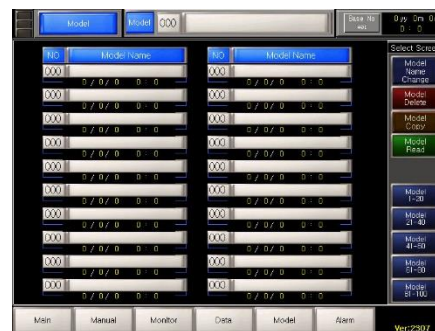 Model Model 000 0 yy 0m 0
0 : 0
Select Scree
NO Model Name NO Model Name
000 000
0 / 0 / 0 0 : 0 0 / 0 / 0 0 : 0
000 000
0 / 0 / 0 0 : 0 0 / 0 / 0 0 : 0
000 000
0 / 0 / 0 0 : 0 0 / 0 / 0 0 : 0
000 000
0 / 0 / 0 0 : 0 0 / 0 / 0 0 : 0
000 000
0 / 0 / 0 0 : 0 0 / 0 / 0 0 : 0
000 000
0 / 0 / 0 0 : 0 0 / 0 / 0 0 : 0
000 000
0 / 0 / 0 0 : 0 0 / 0 / 0 0 : 0
000 000
0 / 0 / 0 0 : 0 0 / 0 / 0 0 : 0
000 000
0 / 0 / 0 0 : 0 0 / 0 / 0 0 : 0
000 000
0 / 0 / 0 0 : 0 0 / 0 / 0 0 : 0
Model
Name
Change
Model
Delete
Model
Copy
Model
Read
Model
1-20
Model
21-40
Model
41-60
Model
61-80
Model
81-100
Main Manual Monitor Data Model Alarm
Ver:2307